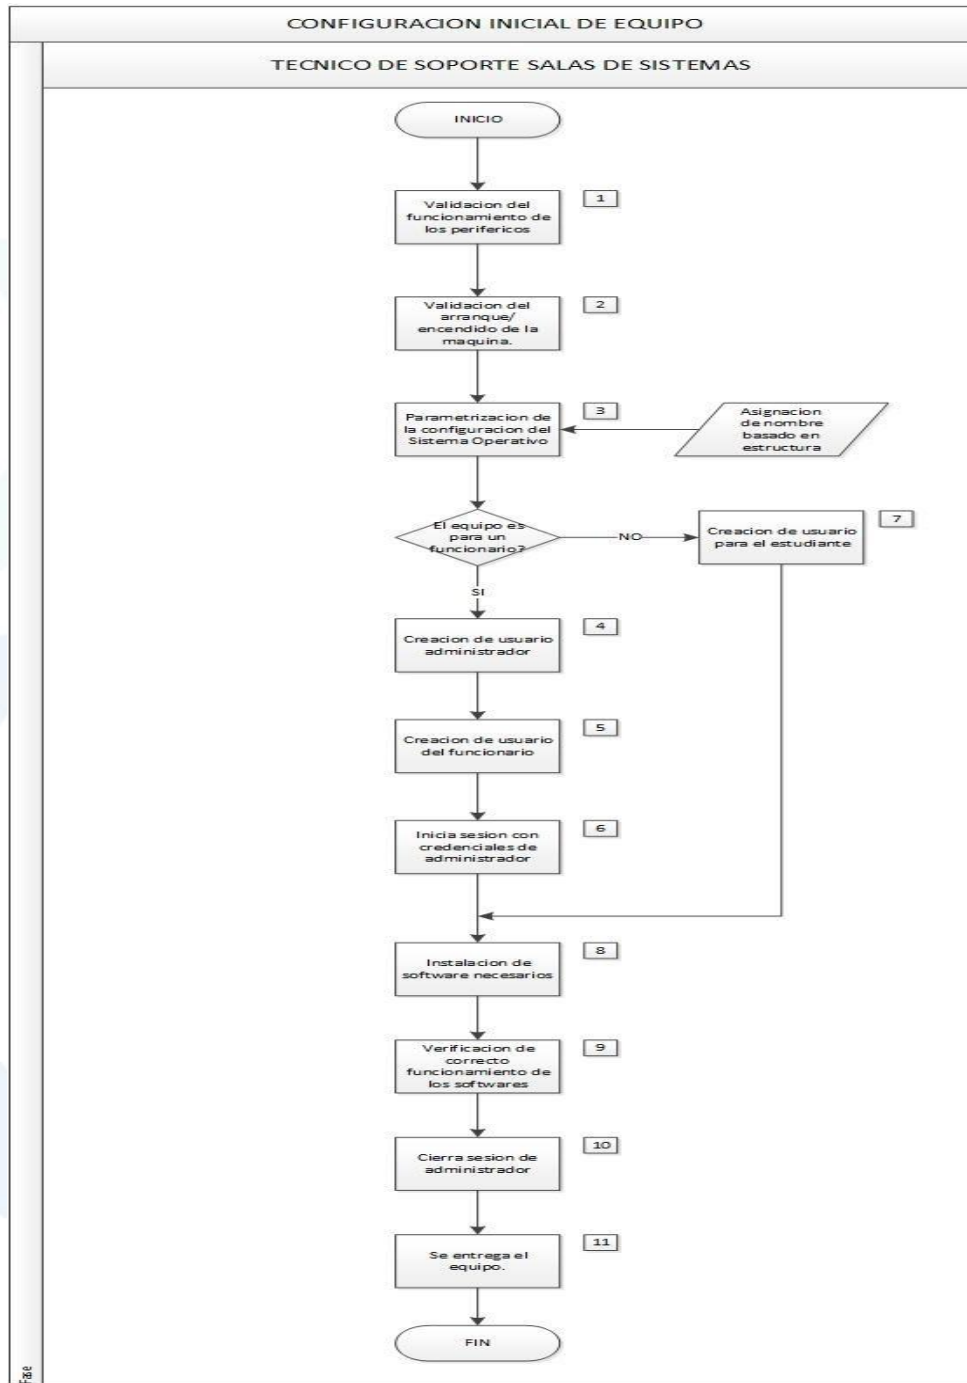 CONFIGURACION INICIAL DE EQUIPO
TECNICO DE SOPORTE SALAS DE SISTEMAS
INICIO
1
Validacion del
funcionamiento de
los perifericos
2
Validacion del
arranque/
encendido de la
maquina.
3
Parametrizacion de
la configuracion del
Sistema Operativo
Asignacion
de nombre
basado en
estructura
El equipo es
para un
funcionario?
NO
7
Creacion de usuario
para el estudiante
SI
4
Creacion de usuario
administrador
5
Creacion de usuario
del funcionario
6
Inicia sesion con
credenciales de
administrador
8
Instalacion de
software necesarios
9
Verificacion de
correcto
funcionamiento de
los softwares
10
Cierra sesion de
administrador
11
Se entrega el
equipo.
FIN
Fase